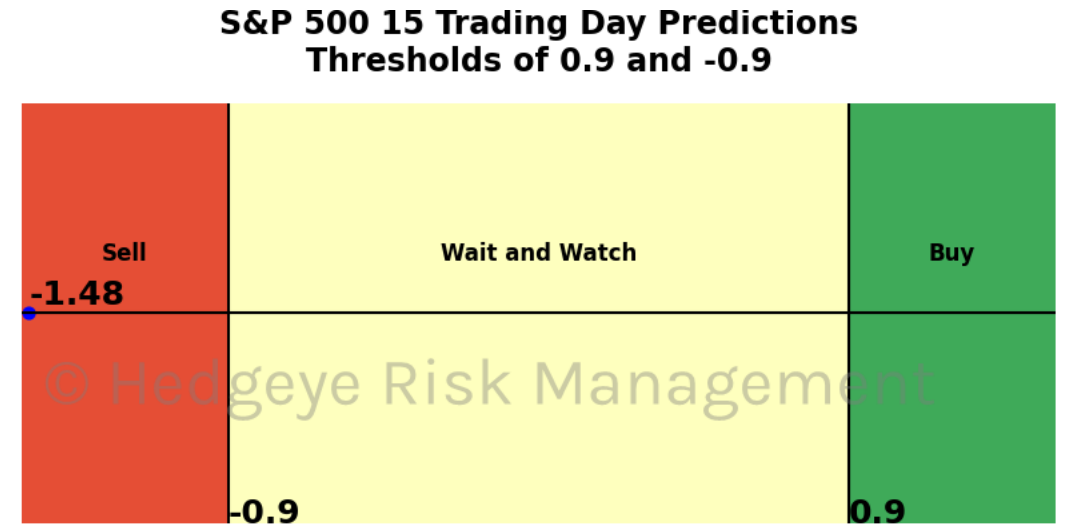 S&P 500 15 Trading Day Predictions
Thresholds of 0.9 and -0.9
Sell
Wait and Watch
Buy
-1.48
© Hedgeye Risk Management
-0.9
0.9